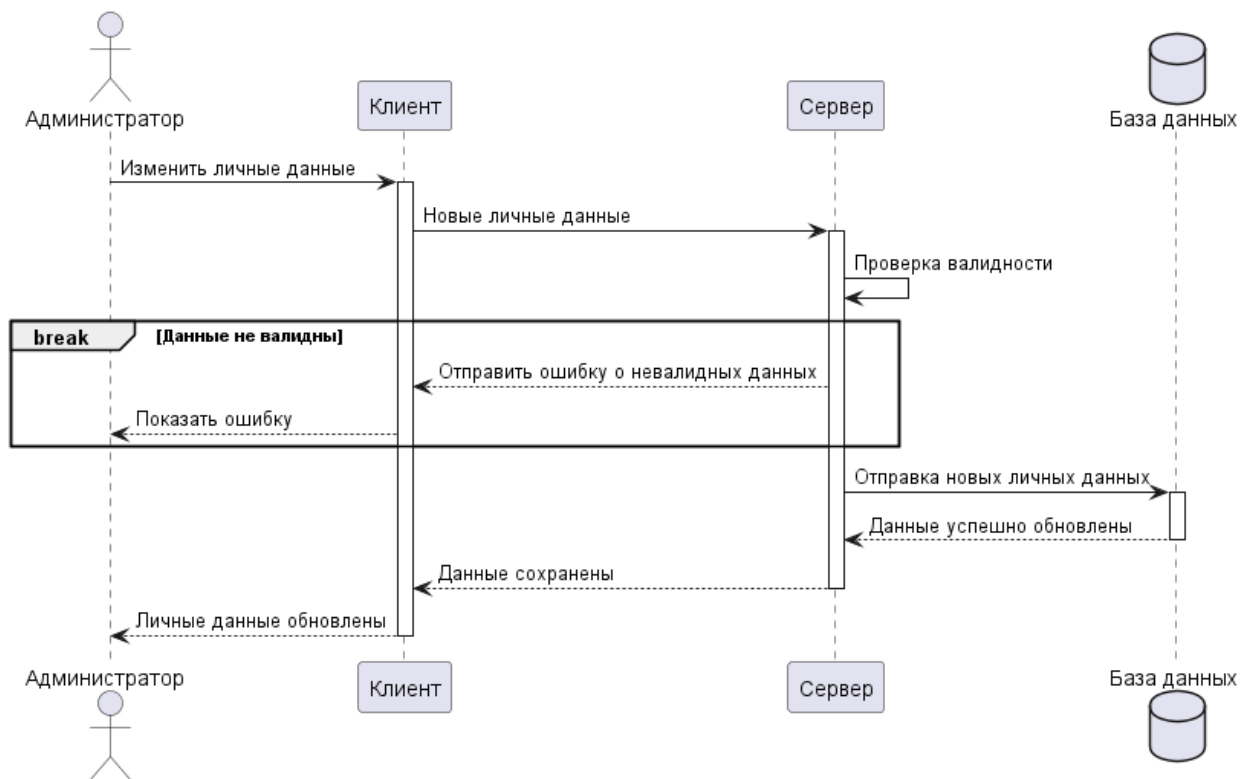 Администратор
Клиент
Сервер
База данных
Изменить личные данные
Новые личные данные
Проверка валидности
break [Данные не валидны]
Отправить ошибку о невалидных данных
Показать ошибку
Отправка новых личных данных
Данные успешно обновлены
Данные сохранены
Личные данные обновлены
Администратор
Клиент
Сервер
База данных